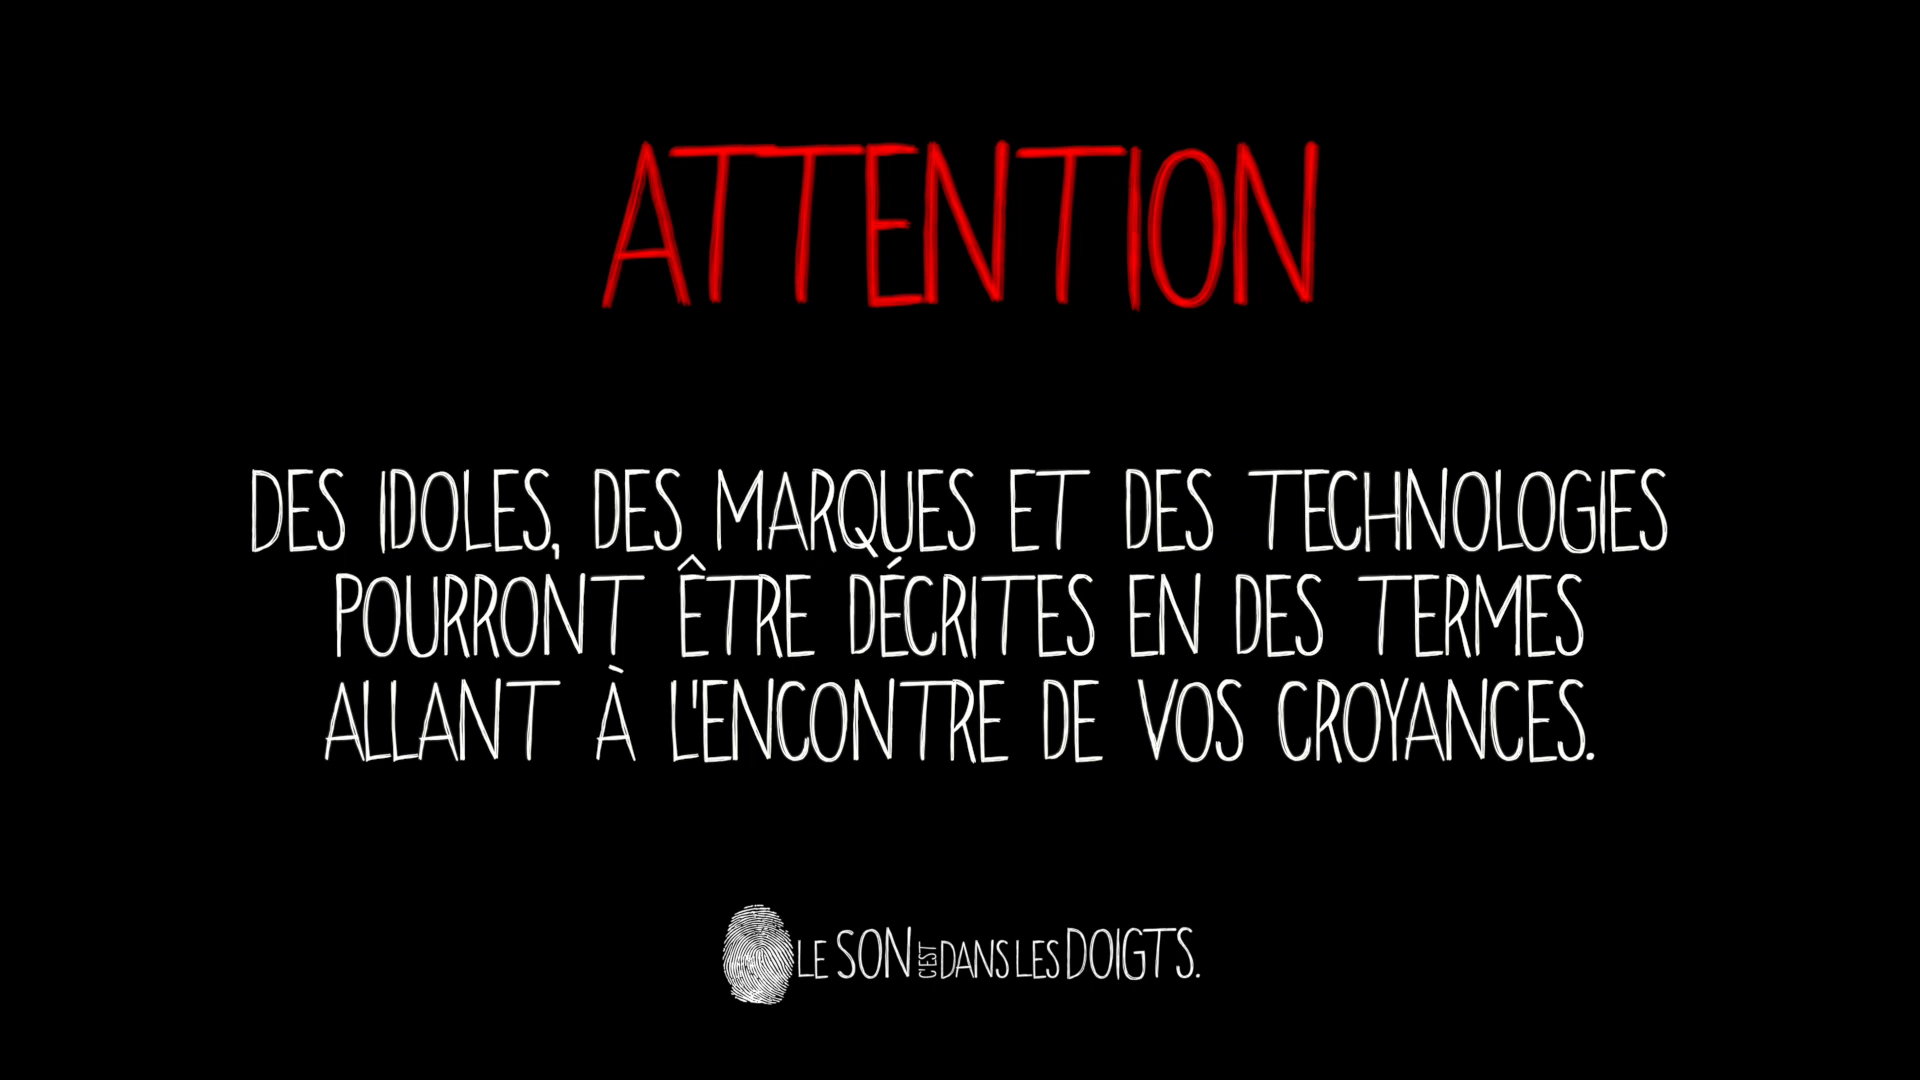 ATTENTION
DES IDOLES, DES MARQUES ET DES TECHNOLOGIES
POURRONT ÊTRE DÉCRITES EN DES TERMES
ALLANT À L'ENCONTRE DE VOS CROYANCES.
LE SON C'EST DANS LES DOIGTS.